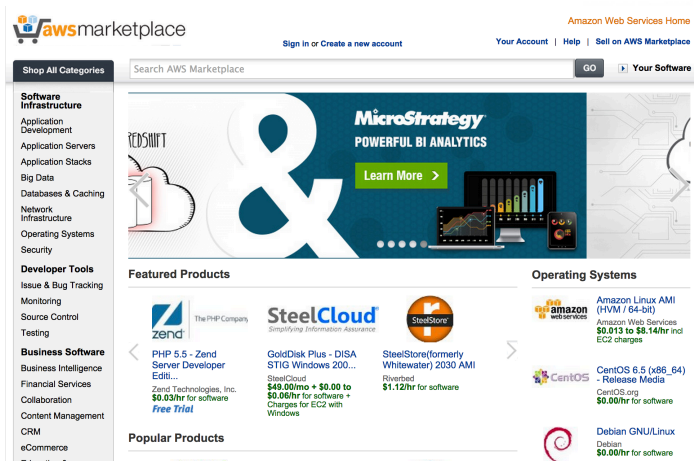 Amazon Web Services Home
awsmarketplace
Sign in or Create a new account
Your Account | Help | Sell on AWS Marketplace
Shop All Categories
Search AWS Marketplace
GO
Your Software
Software
Infrastructure
Application
Development
Application Servers
Application Stacks
Big Data
Databases & Caching
Network
Infrastructure
Operating Systems
Security
Developer Tools
Issue & Bug Tracking
Monitoring
Source Control
Testing
Business Software
Business Intelligence
Financial Services
Collaboration
Content Management
CRM
eCommerce
EDSHIFT
&
MicroStrategy
POWERFUL BI ANALYTICS
Learn More >
Featured Products
zend
The PHP Company
PHP 5.5 - Zend
Server Developer
Editi...
Zend Technologies, Inc.
$0.03/hr for software
Free Trial
SteelCloud
Simplifying Information Assurance
GoldDisk Plus - DISA
STIG Windows 200...
SteelCloud
$49.00/mo + $0.00 to
$0.06/hr for software +
Charges for EC2 with
Windows
SteelStore
SteelStore(formerly
Whitewater) 2030 AMI
Riverbed
$1.12/hr for software
Popular Products
Operating Systems
amazon
webservices
Amazon Linux AMI
(HVM / 64-bit)
Amazon Web Services
$0.013 to $8.14/hr incl
EC2 charges
CentOS
CentOS 6.5 (x86_64)
- Release Media
CentOS.org
$0.00/hr for software
Debian GNU/Linux
Debian
$0.00/hr for software